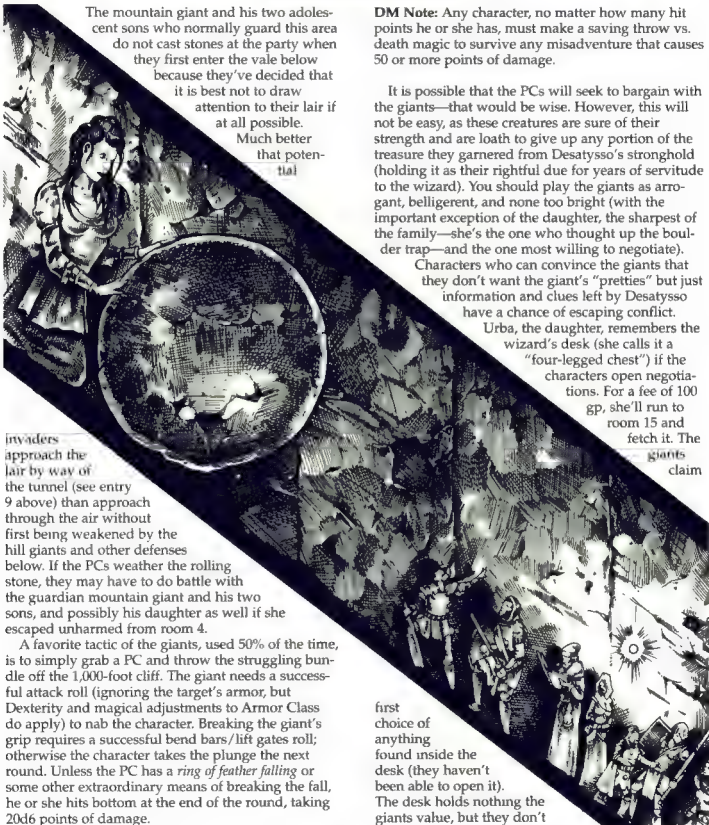 The mountain giant and his two adoles-
cent sons who normally guard this area
do not cast stones at the party when
they first enter the vale below
because they've decided that
it is best not to draw
attention to their lair if
at all possible.
Much better
that poten-
tial
invaders
approach the
lair by way of
the tunnel (see entry
9 above) than approach
through the air without
first being weakened by the
hill giants and other defenses
below. If the PCs weather the rolling
stone, they may have to do battle with
the guardian mountain giant and his two
sons, and possibly his daughter as well if she
escaped unharmed from room 4.
A favorite tactic of the giants, used 50% of the time,
is to simply grab a PC and throw the struggling bun-
dle off the 1,000-foot cliff. The giant needs a success-
ful attack roll (ignoring the target's armor, but
Dexterity and magical adjustments to Armor Class
do apply) to nab the character. Breaking the giant's
grip requires a successful bend bars/lift gates roll;
otherwise the character takes the plunge the next
round. Unless the PC has a ring of feather falling or
some other extraordinary means of breaking the fall,
he or she hits bottom at the end of the round, taking
20d6 points of damage.
DM Note: Any character, no matter how many hit
points he or she has, must make a saving throw vs.
death magic to survive any misadventure that causes
50 or more points of damage.
It is possible that the PCs will seek to bargain with
the giants—that would be wise. However, this will
not be easy, as these creatures are sure of their
strength and are loath to give up any portion of the
treasure they garnered from Desatysso's stronghold
(holding it as their rightful due for years of servitude
to the wizard). You should play the giants as arro-
gant, belligerent, and none too bright (with the
important exception of the daughter, the sharpest of
the family—she's the one who thought up the boul-
der trap—and the one most willing to negotiate).
Characters who can convince the giants that
they don't want the giant's "pretties" but just
information and clues left by Desatysso
have a chance of escaping conflict.
Urba, the daughter, remembers the
wizard's desk (she calls it a
"four-legged chest") if the
characters open negotia-
tions. For a fee of 100
gp, she'll run to
room 15 and
fetch it. The
giants
claim
first
choice of
anything
found inside the
desk (they haven't
been able to open it).
The desk holds nothing the
giants value, but they don't